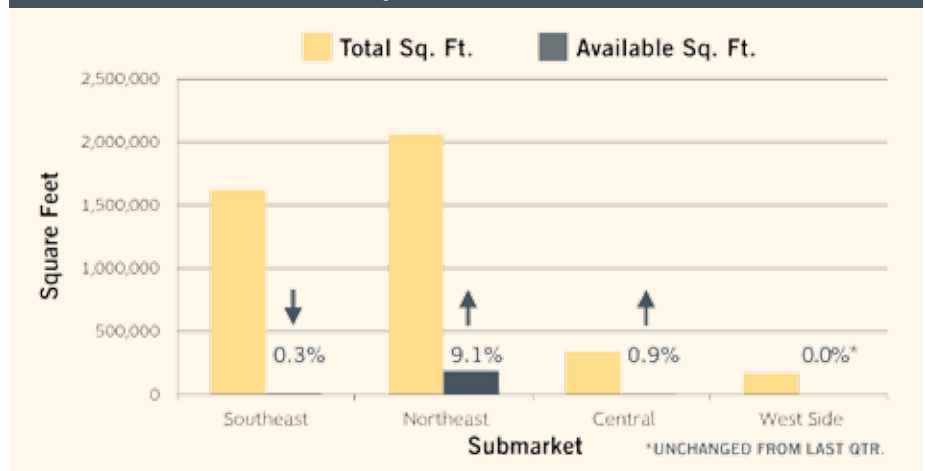 Total Sq. Ft. Available Sq. Ft.
2,500,000
2,000,000
1,500,000
1,000,000
500,000
0
Square Feet
0.3% 9.1% 0.9% 0.0%*
Southeast Northeast Central West Side
Submarket
*UNCHANGED FROM LAST QTR.